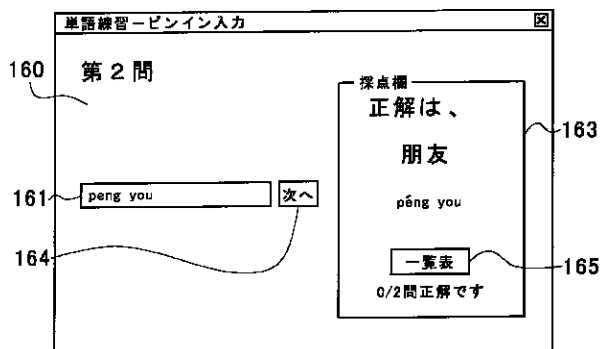 単語練習－ピンイン入力
160
第2問
採点欄
正解は、
163
朋友
161
peng you
次へ
péng you
164
一覧表
165
0/2問正解です